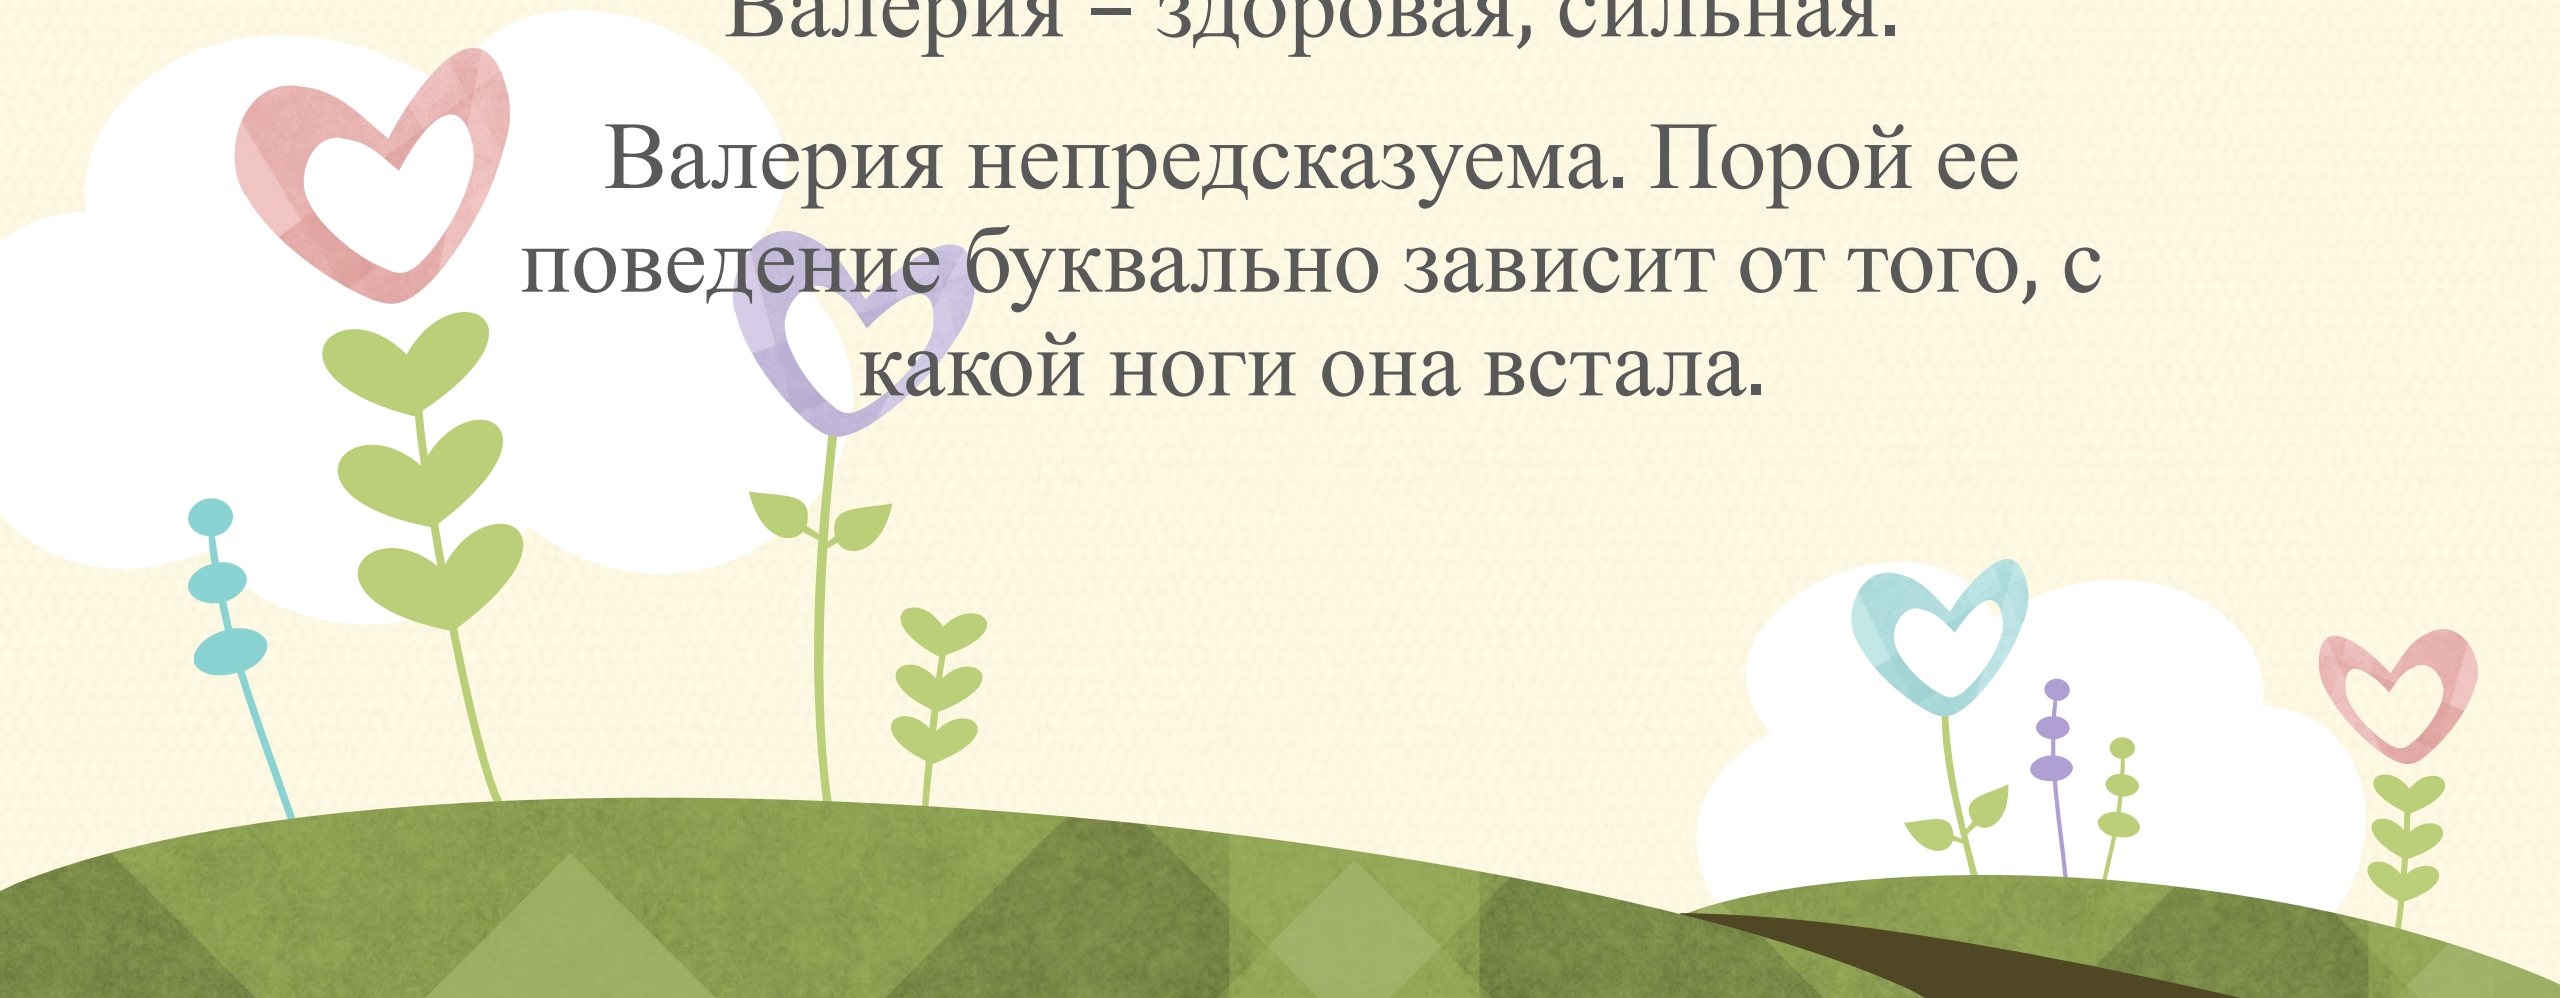 Валерия – здоровая, сильная.
Валерия непредсказуема. Порой ее
поведение буквально зависит от того, с
какой ноги она встала.